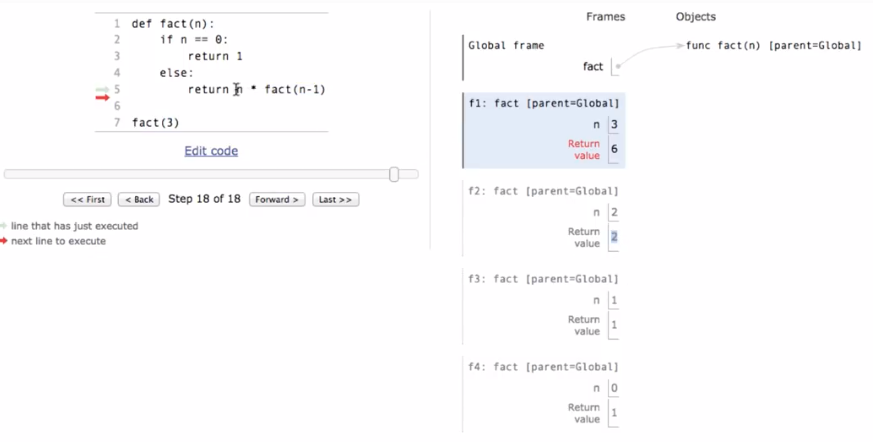 1 def fact(n):
2 if n == 0:
3 return 1
4 else:
5 return n * fact(n-1)
6
7 fact(3)
Edit code
<< First < Back Step 18 of 18 Forward > Last >>
line that has just executed
next line to execute
Frames Objects
Global frame
fact
func fact(n) [parent=Global]
f1: fact [parent=Global]
n 3
Return
value 6
f2: fact [parent=Global]
n 2
Return
value 2
f3: fact [parent=Global]
n 1
Return
value 1
f4: fact [parent=Global]
n 0
Return
value 1